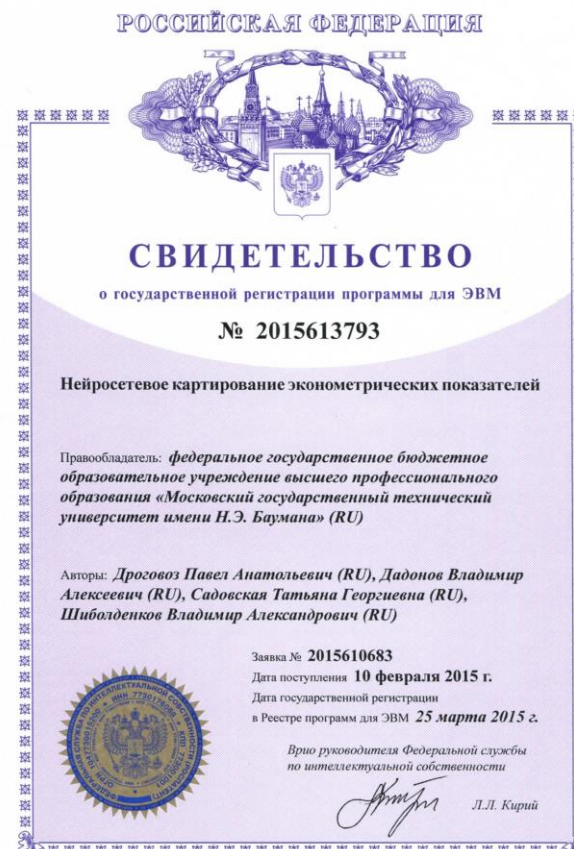 РОССИЙСКАЯ ФЕДЕРАЦИЯ
СВИДЕТЕЛЬСТВО
о государственной регистрации программы для ЭВМ
№ 2015613793
Нейросетевое картирование эконометрических показателей
Правообладатель: федеральное государственное бюджетное
образовательное учреждение высшего профессионального
образования «Московский государственный технический
университет имени Н.Э. Баумана» (RU)
Авторы: Дроговоз Павел Анатольевич (RU), Дадонов Владимир
Алексеевич (RU), Садовская Татьяна Георгиевна (RU),
Шиболденков Владимир Александрович (RU)
Заявка № 2015610683
Дата поступления 10 февраля 2015 г.
Дата государственной регистрации
в Реестре программ для ЭВМ 25 марта 2015 г.
Врио руководителя Федеральной службы
по интеллектуальной собственности
Л.Л. Кирий